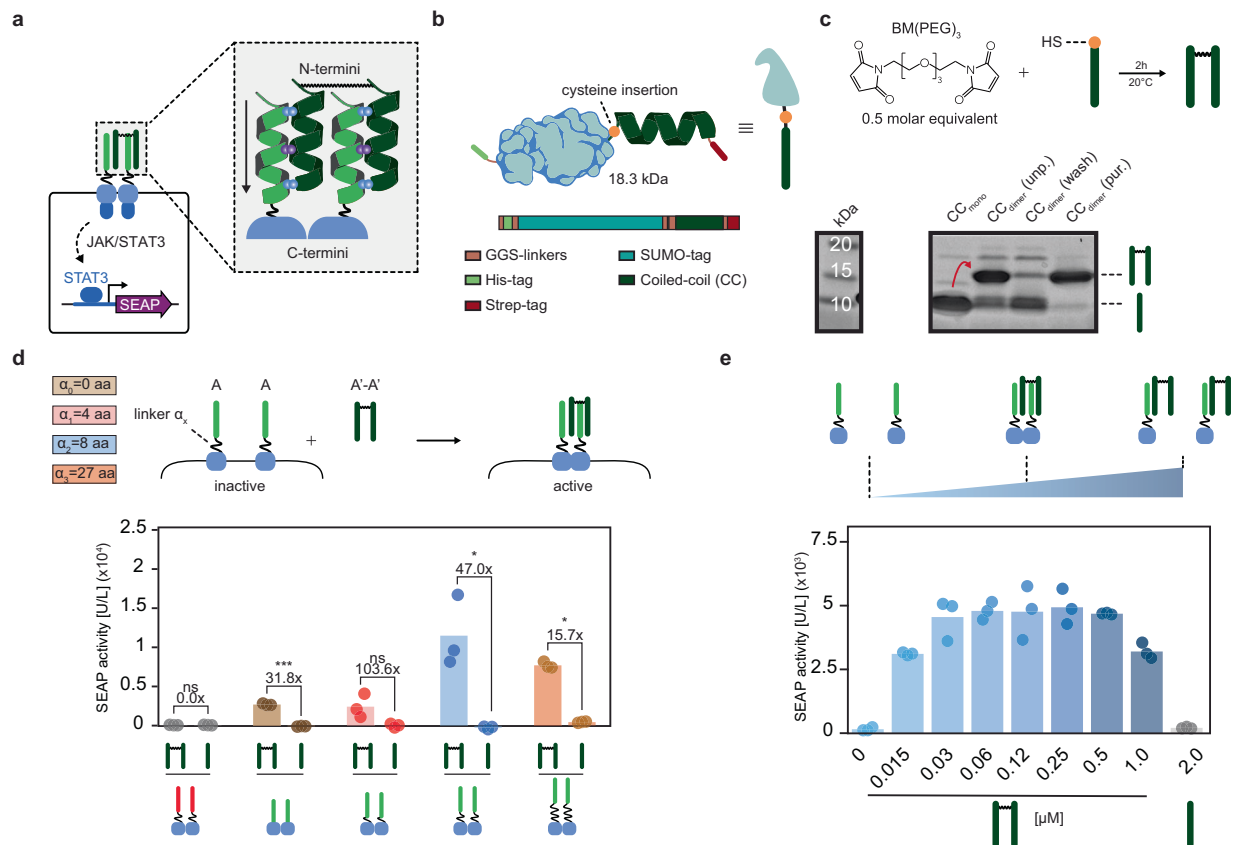 a
N-termini
C-termini
JAK/STAT3
STAT3
SEAP
b
cysteine insertion
18.3 kDa
≡
GGS-linkers
SUMO-tag
His-tag
Coiled-coil (CC)
Strep-tag
c
BM(PEG)3
HS
N
O
O
O
3
N
O
O
+
2h
20°C
0.5 molar equivalent
kDa
20
15
10
CCmono
CCdimer (unp.)
CCdimer (wash)
CCdimer (pur.)
d
α0=0 aa
α1=4 aa
α2=8 aa
α3=27 aa
linker αx
A A A'-A'
+
inactive
active
SEAP activity [U/L] (x10⁴)
2.5
2
1.5
1
0.5
0
ns
0.0x
***
31.8x
ns
103.6x
*
47.0x
*
15.7x
e
SEAP activity [U/L] (x10³)
7.5
5
2.5
0
0 0.015 0.03 0.06 0.12 0.25 0.5 1.0 2.0
[µM]